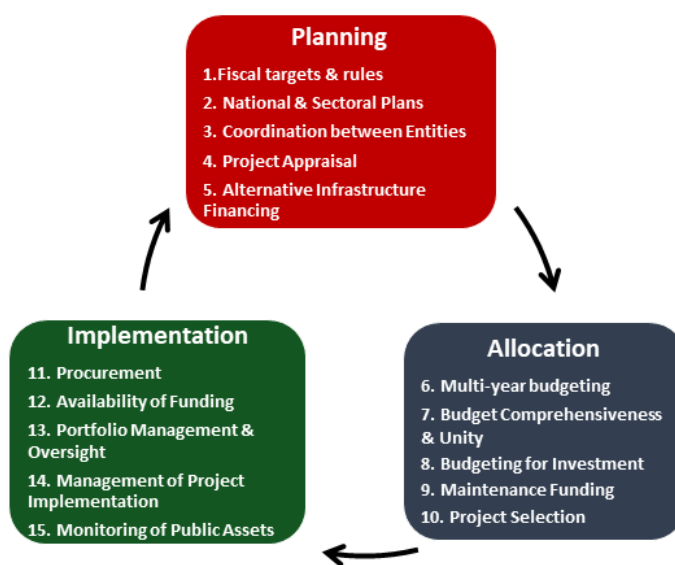 Planning
1.Fiscal targets & rules
2. National & Sectoral Plans
3. Coordination between Entities
4. Project Appraisal
5. Alternative Infrastructure
Financing
Implementation
11. Procurement
12. Availability of Funding
13. Portfolio Management &
Oversight
14. Management of Project
Implementation
15. Monitoring of Public Assets
Allocation
6. Multi-year budgeting
7. Budget Comprehensiveness
& Unity
8. Budgeting for Investment
9. Maintenance Funding
10. Project Selection